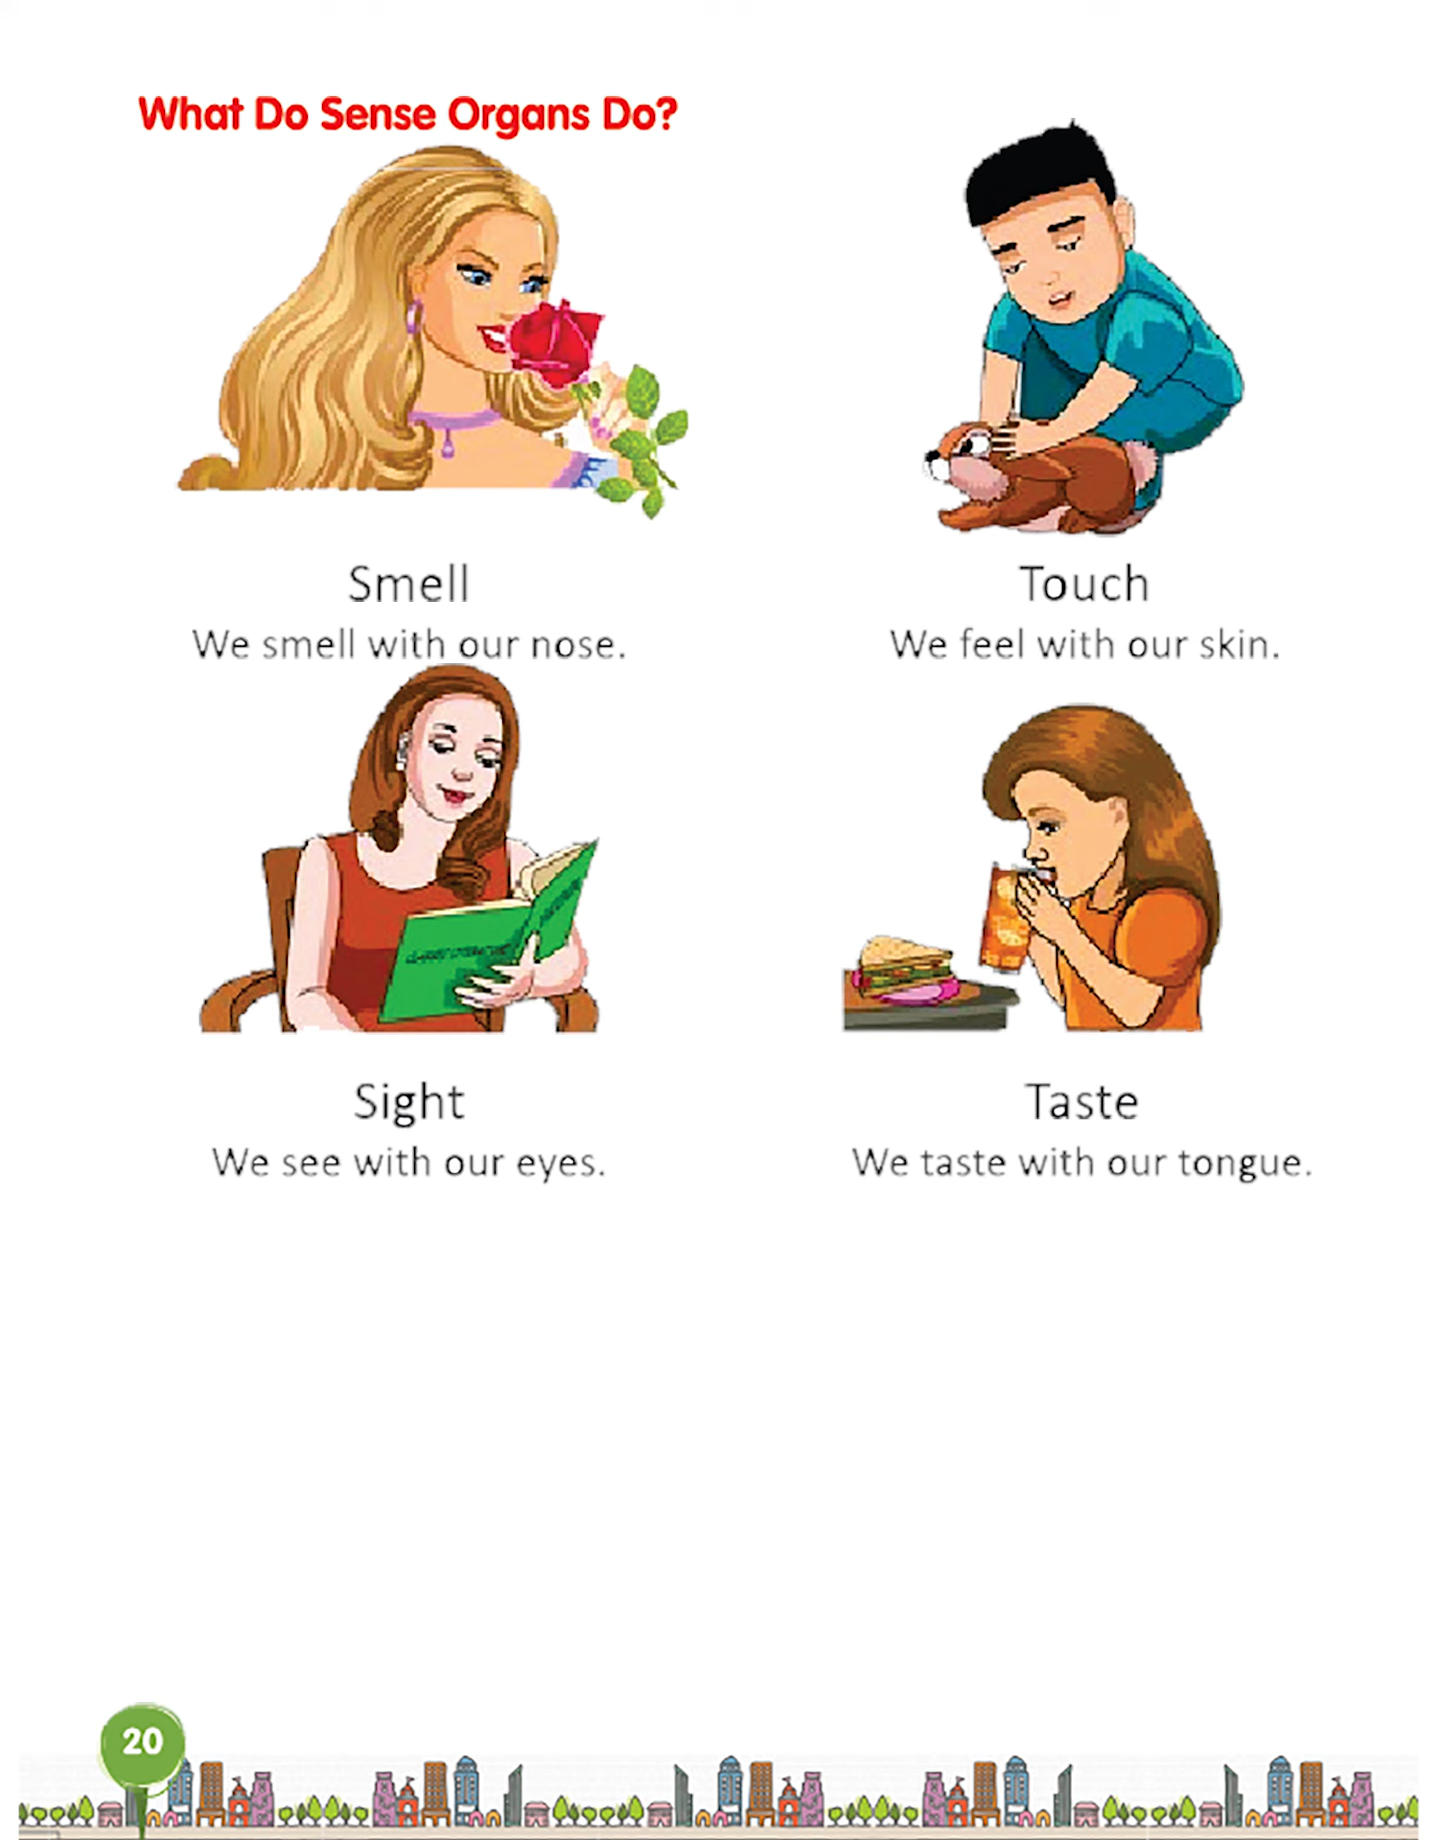 What Do Sense Organs Do?
Smell
We smell with our nose.
Touch
We feel with our skin.
Sight
We see with our eyes.
Taste
We taste with our tongue.
20